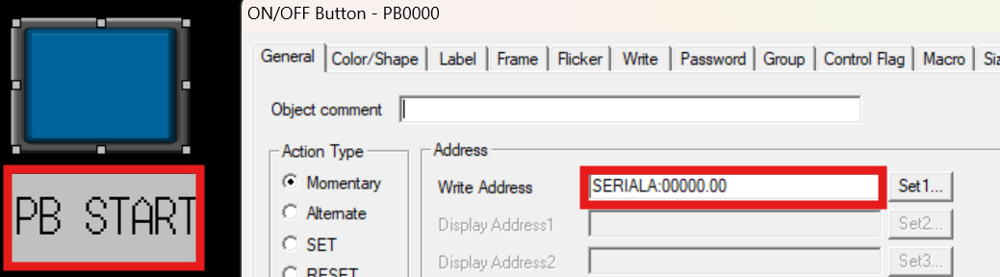 ON/OFF Button - PB0000
General Color/Shape Label Frame Flicker Write Password Group Control Flag Macro
Object comment
Action Type
Momentary
Alternate
SET
RESET
Address
Write Address SERIALA:00000.00 Set1...
Display Address1 Set2...
Display Address2 Set3...
PB START